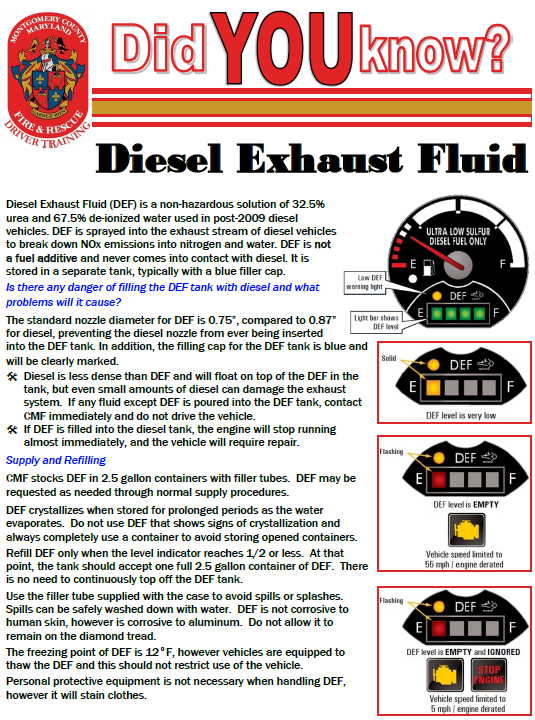 MONTGOMERY COUNTY
MARYLAND
GARDEZ BIEN
FIRE & RESCUE
DRIVER TRAINING
Did YOU know?
Diesel Exhaust Fluid
Diesel Exhaust Fluid (DEF) is a non-hazardous solution of 32.5%
urea and 67.5% de-ionized water used in post-2009 diesel
vehicles. DEF is sprayed into the exhaust stream of diesel vehicles
to break down NOx emissions into nitrogen and water. DEF is not
a fuel additive and never comes into contact with diesel. It is
stored in a separate tank, typically with a blue filler cap.
Is there any danger of filling the DEF tank with diesel and what
problems will it cause?
The standard nozzle diameter for DEF is 0.75”, compared to 0.87”
for diesel, preventing the diesel nozzle from ever being inserted
into the DEF tank. In addition, the filling cap for the DEF tank is blue and
will be clearly marked.
Diesel is less dense than DEF and will float on top of the DEF in the
tank, but even small amounts of diesel can damage the exhaust
system. If any fluid except DEF is poured into the DEF tank, contact
CMF immediately and do not drive the vehicle.
If DEF is filled into the diesel tank, the engine will stop running
almost immediately, and the vehicle will require repair.
Supply and Refilling
CMF stocks DEF in 2.5 gallon containers with filler tubes. DEF may be
requested as needed through normal supply procedures.
DEF crystallizes when stored for prolonged periods as the water
evaporates. Do not use DEF that shows signs of crystallization and
always completely use a container to avoid storing opened containers.
Refill DEF only when the level indicator reaches 1/2 or less. At that
point, the tank should accept one full 2.5 gallon container of DEF. There
is no need to continuously top off the DEF tank.
Use the filler tube supplied with the case to avoid spills or splashes.
Spills can be safely washed down with water. DEF is not corrosive to
human skin, however is corrosive to aluminum. Do not allow it to
remain on the diamond tread.
The freezing point of DEF is 12°F, however vehicles are equipped to
thaw the DEF and this should not restrict use of the vehicle.
Personal protective equipment is not necessary when handling DEF,
however it will stain clothes.
ULTRA LOW SULFUR
DIESEL FUEL ONLY
E F
Low DEF
warning light
DEF
E F
Light bar shows
DEF level
Solid
DEF
E F
DEF level is very low
Flashing
DEF
E F
DEF level is EMPTY
Vehicle speed limited to
55 mph / engine derated
Flashing
DEF
E F
DEF level is EMPTY and IGNORED
STOP
ENGINE
Vehicle speed limited to
5 mph / engine derated